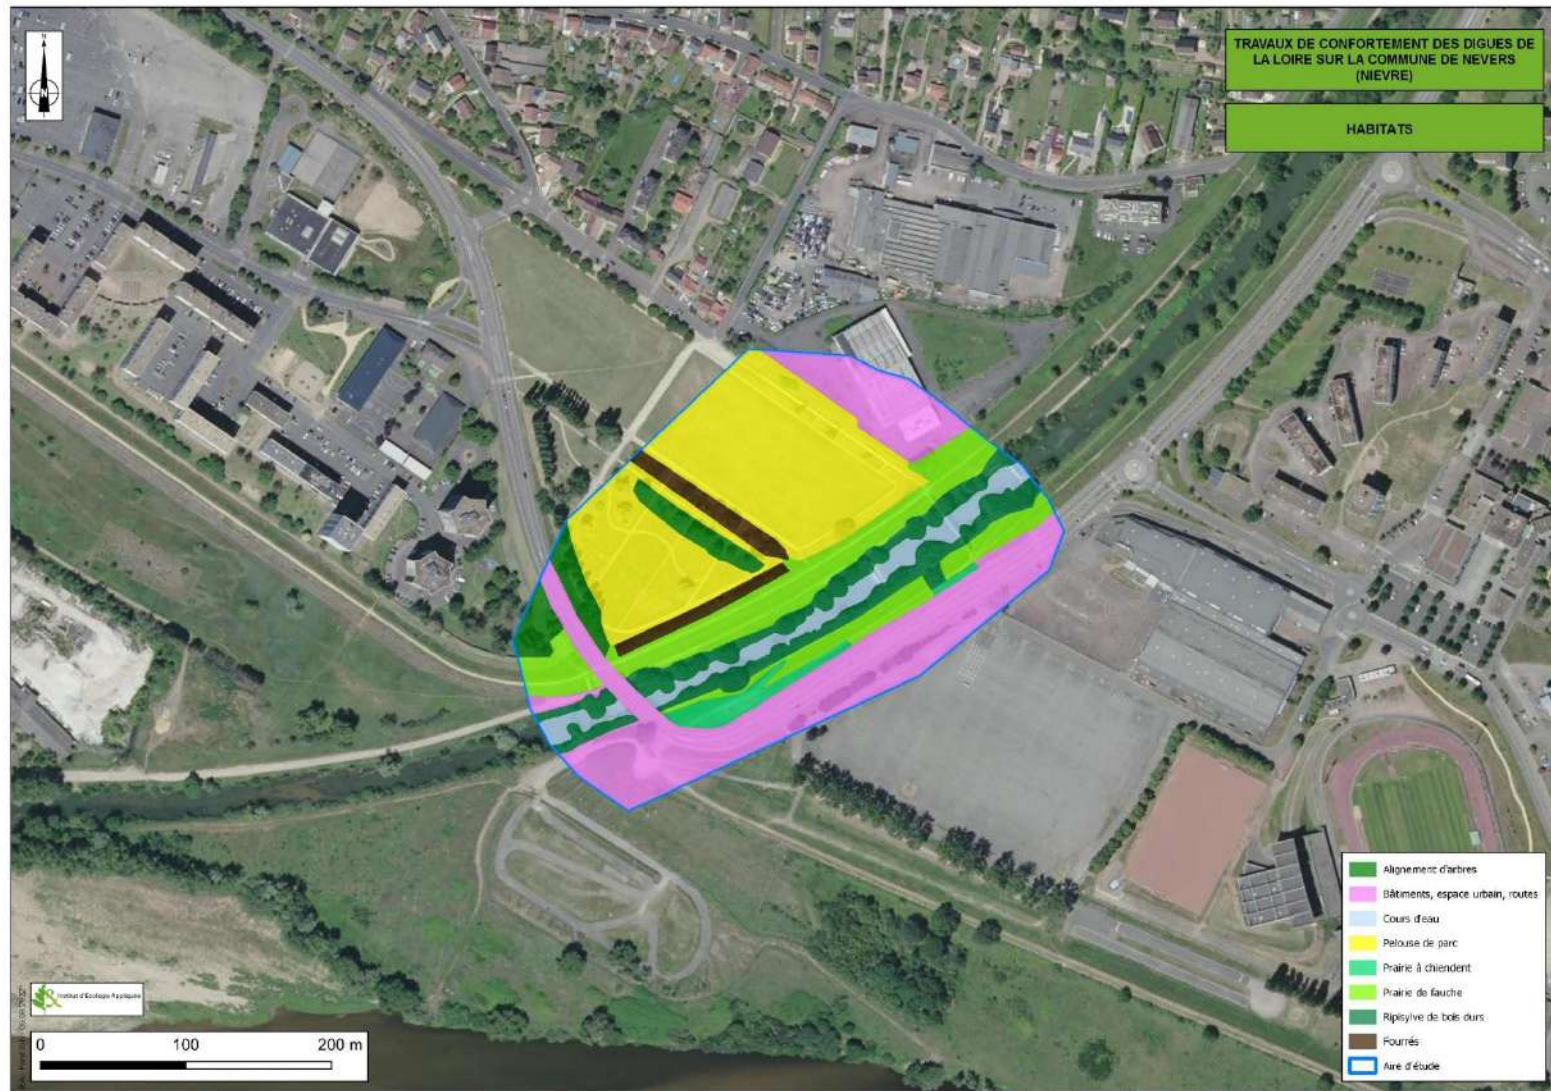 N
TRAVAUX DE CONFORTEMENT DES DIGUES DE
LA LOIRE SUR LA COMMUNE DE NEVERS
(NIEVRE)
HABITATS
Alignement d'arbres
Bâtiments, espace urbain, routes
Cours d'eau
Pelouse de parc
Prairie à chiendent
Prairie de fauche
Ripisylve de bois durs
Fourrés
Aire d'étude
Institut d'Ecologie Appliquée
0 100 200 m